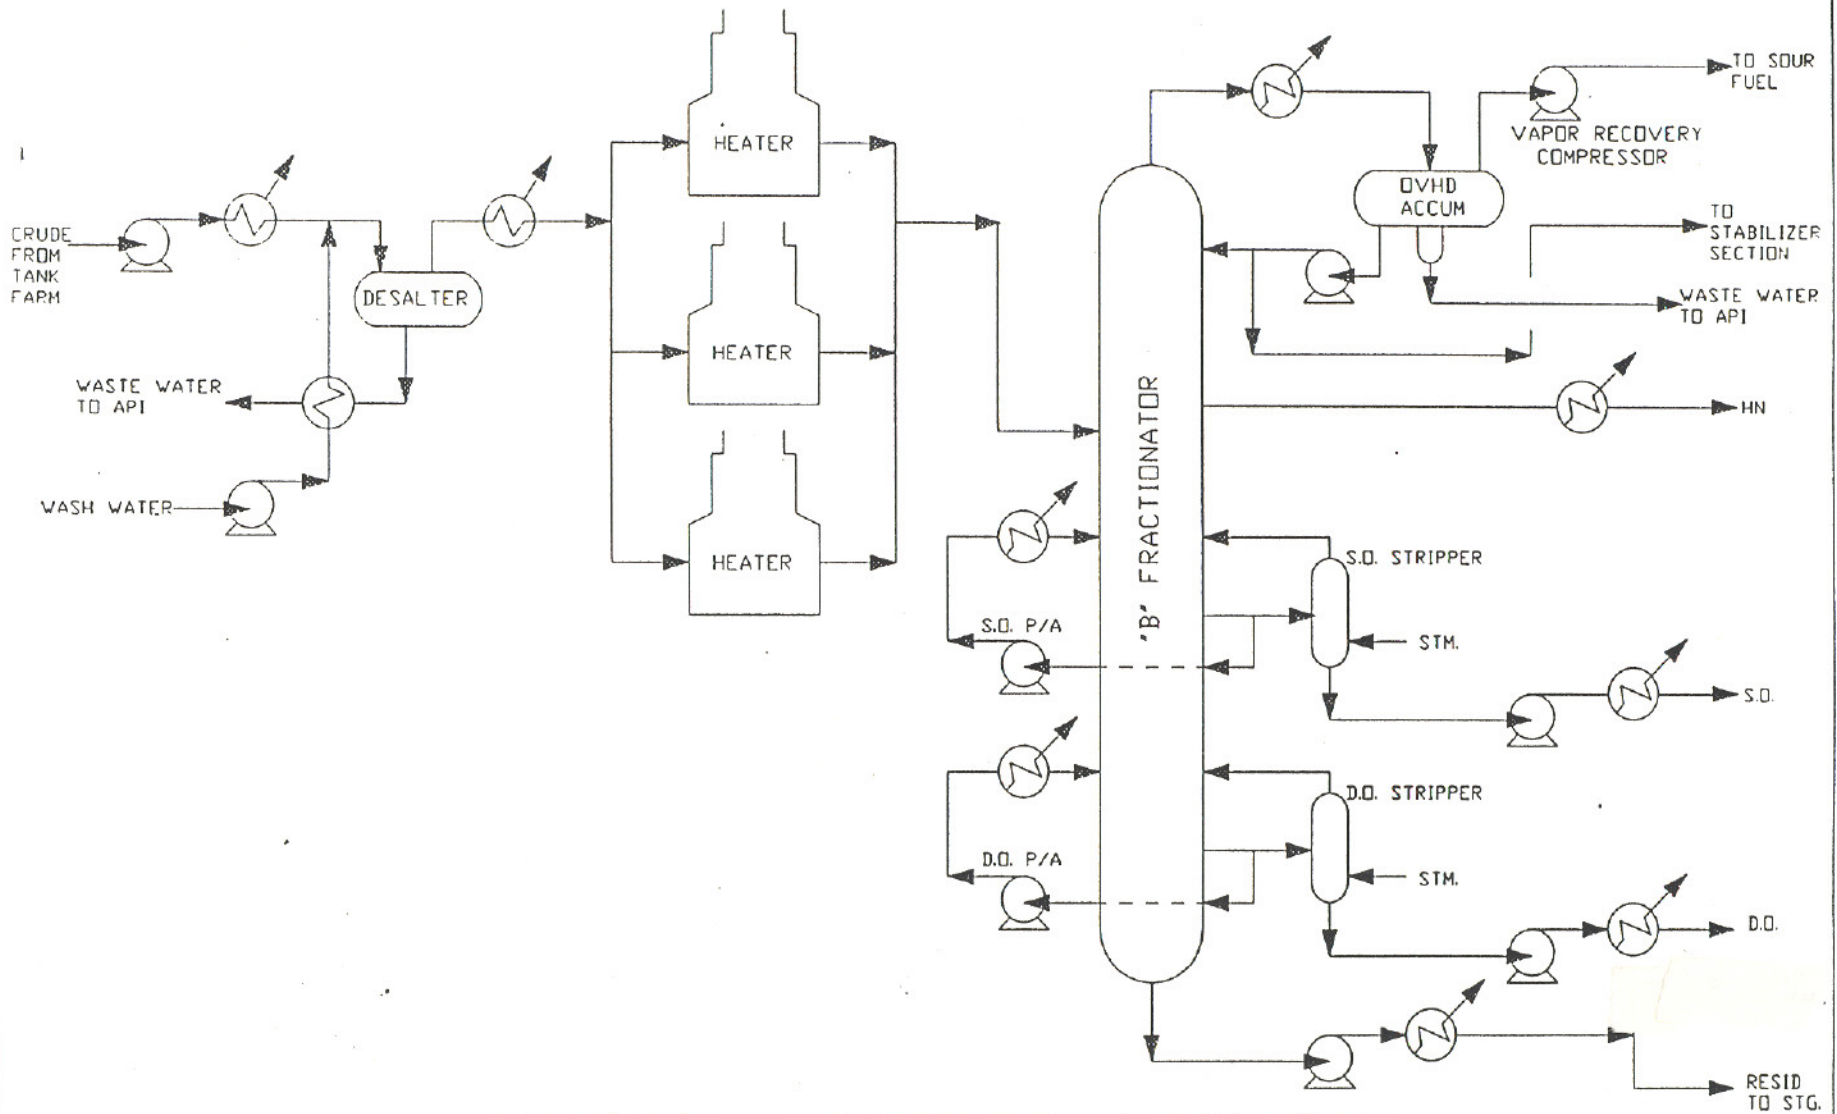 HEATER
TO SOUR
FUEL
VAPOR RECOVERY
COMPRESSOR
OVHD
ACCUM
CRUDE
FROM
TANK
FARM
DESALTER
TO
STABILIZER
SECTION
WASTE WATER
TO API
HEATER
WASTE WATER
TO API
HN
WASH WATER
HEATER
"B" FRACTIONATOR
S.O. STRIPPER
S.O. P/A
STM.
S.O.
D.O. STRIPPER
D.O. P/A
STM.
D.O.
RESID
TO STG.